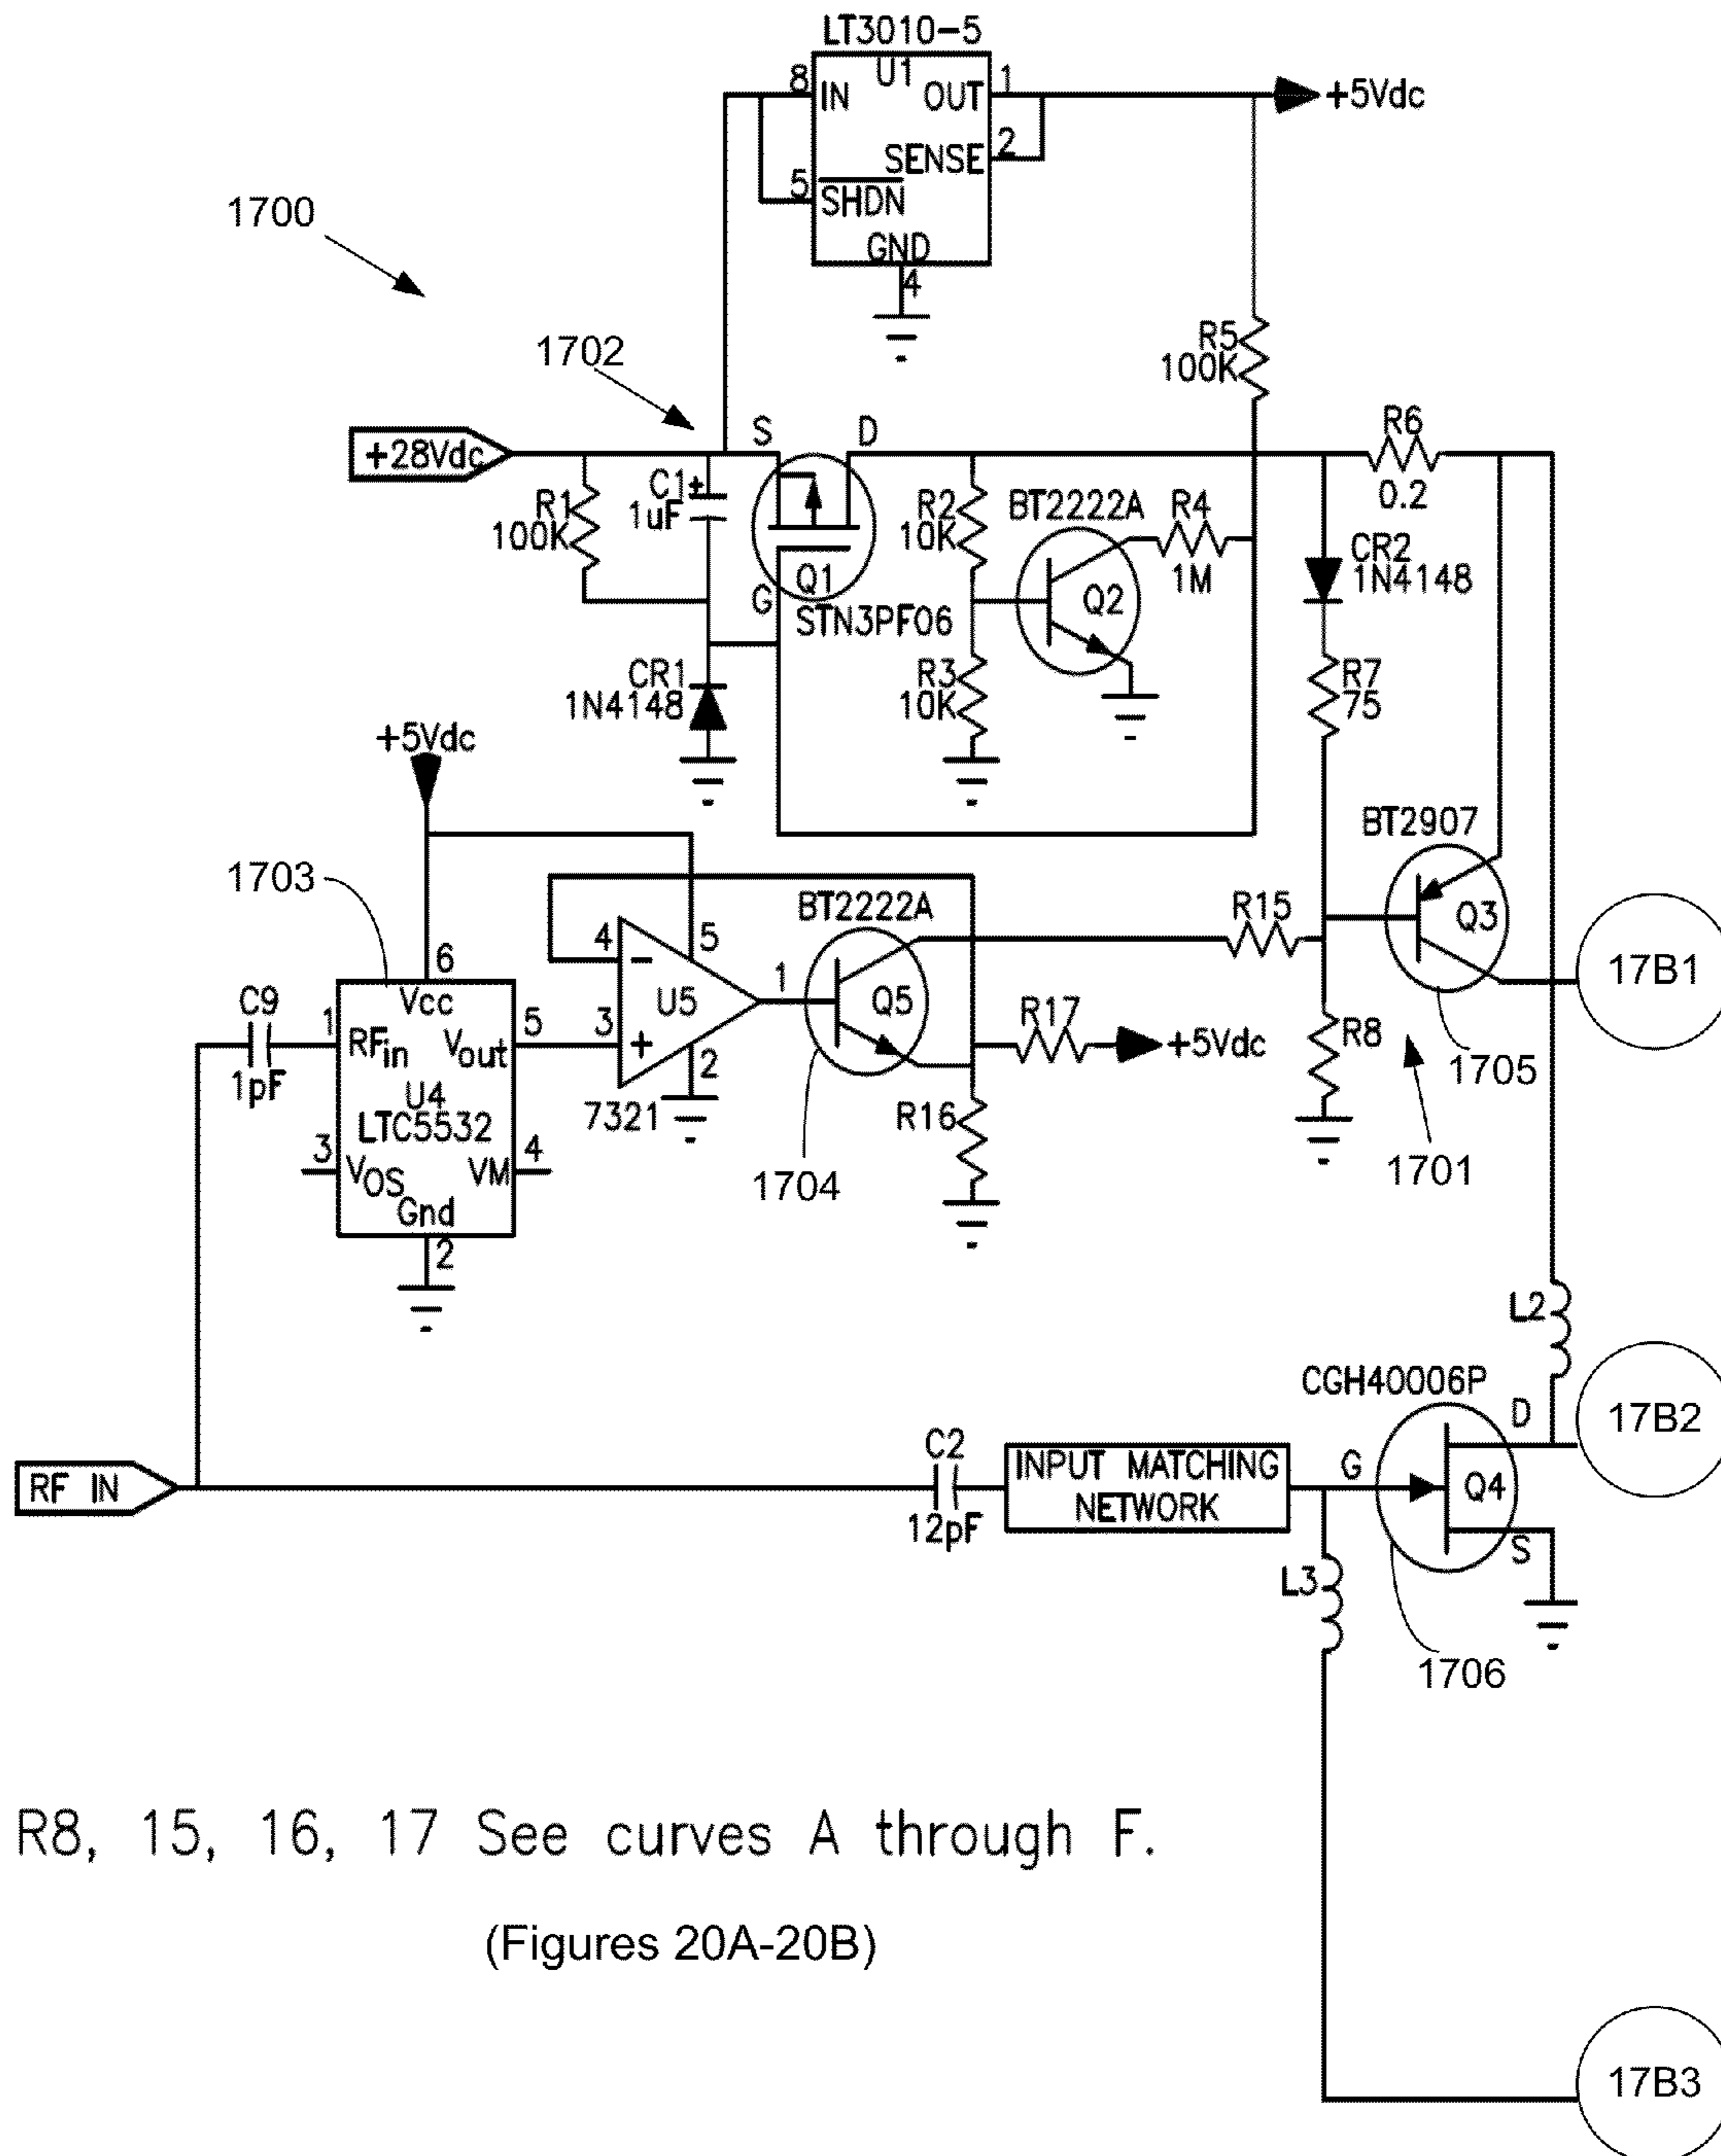 LT3010-5
U1
8
IN
OUT
1
+5Vdc
SENSE
2
5
SHDN
GND
4
1700
1702
R5
100K
+28Vdc
S
D
R6
0.2
R1
100K
C1
+
1uF
Q1
G
STN3PF06
R2
10K
BT2222A
R4
1M
Q2
CR2
1N4148
CR1
1N4148
R3
10K
R7
75
+5Vdc
1703
BT2222A
BT2907
R15
Q3
17B1
4
-
5
U5
1
Q5
3
+
2
7321
6
Vcc
C9
1pF
1
RFin
Vout
5
U4
LTC5532
3
VOS
VM
4
Gnd
2
R17
+5Vdc
R16
1704
R8
1705
1701
L2
CGH40006P
D
17B2
RF IN
C2
12pF
INPUT MATCHING
NETWORK
G
Q4
S
L3
1706
R8, 15, 16, 17 See curves A through F.
(Figures 20A-20B)
17B3